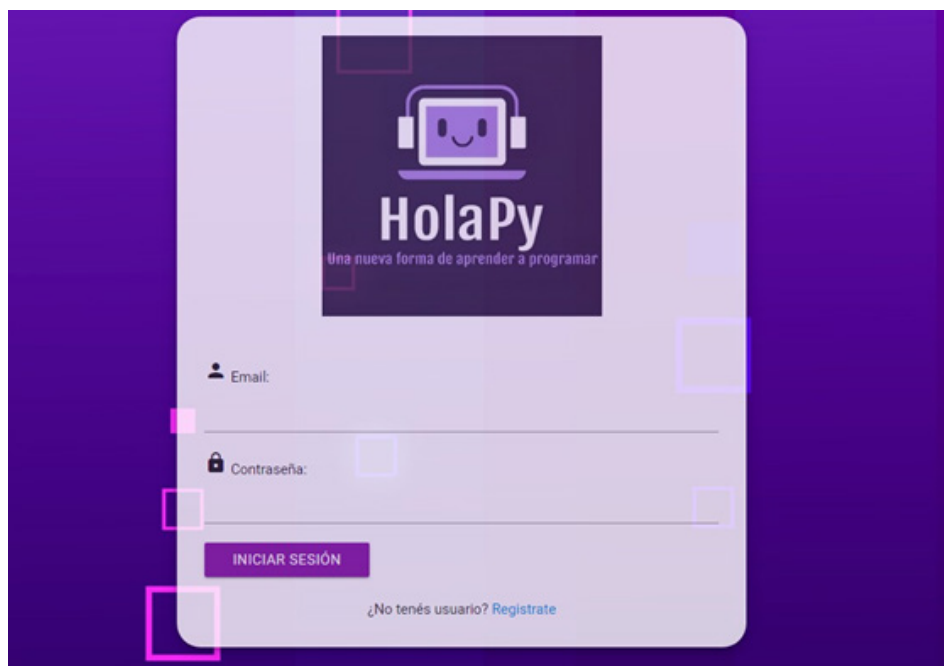 HolaPy
Una nueva forma de aprender a programar
Email:
Contraseña:
INICIAR SESIÓN
¿No tenés usuario? Registrate